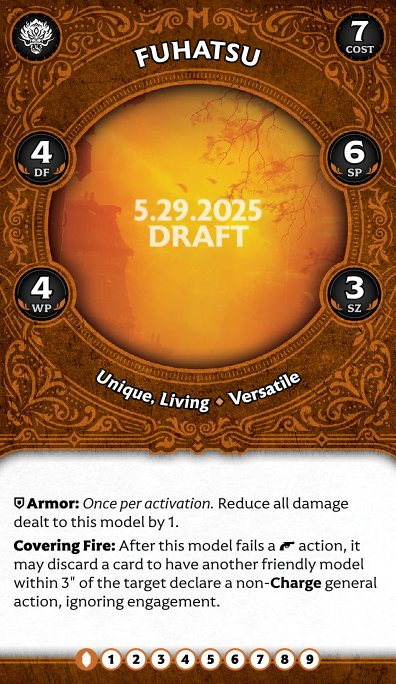 FUHATSU
7
COST
4
DF
6
SP
5.29.2025
DRAFT
4
WP
3
SZ
Unique, Living ◆ Versatile
Armor: Once per activation. Reduce all damage
dealt to this model by 1.
Covering Fire: After this model fails a action, it
may discard a card to have another friendly model
within 3" of the target declare a non-Charge general
action, ignoring engagement.
1 2 3 4 5 6 7 8 9